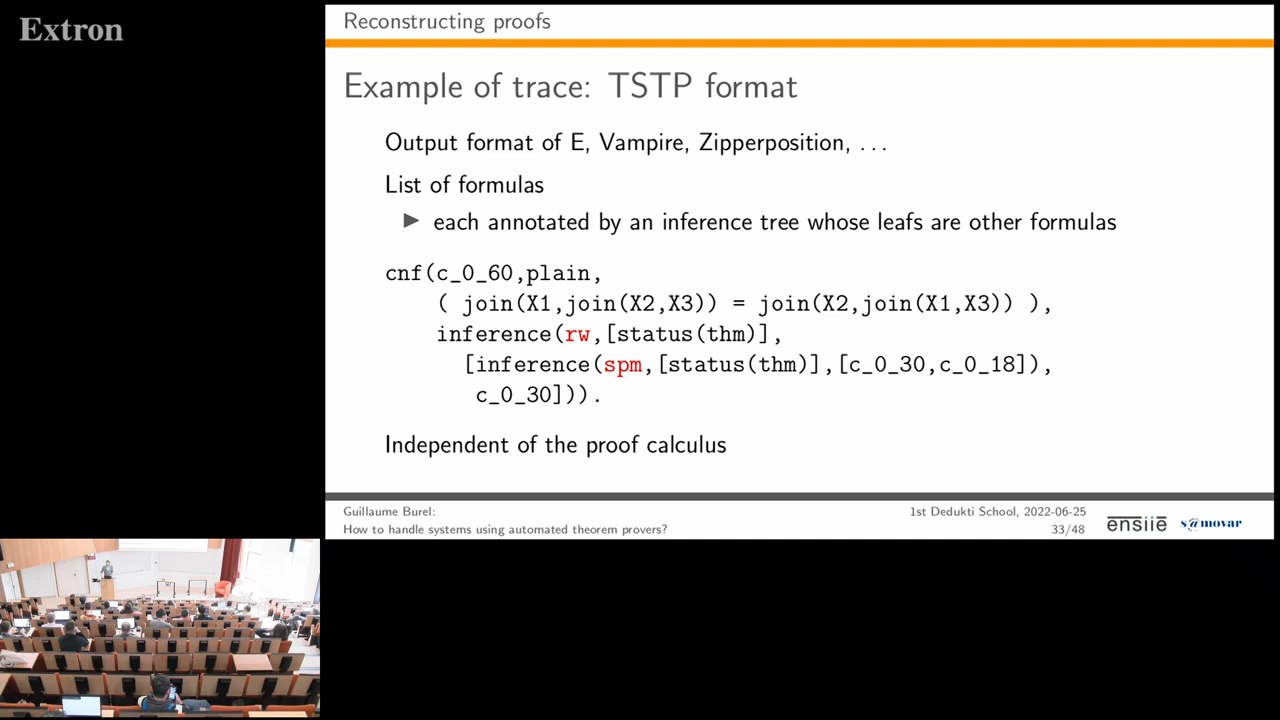 Extron
Reconstructing proofs
Example of trace: TSTP format
Output format of E, Vampire, Zipperposition, ...
List of formulas
▶ each annotated by an inference tree whose leafs are other formulas
cnf(c_0_60,plain,
( join(X1,join(X2,X3)) = join(X2,join(X1,X3)) ),
inference(rw,[status(thm)],
[inference(spm,[status(thm)],[c_0_30,c_0_18]),
c_0_30])).
Independent of the proof calculus
Guillaume Burel:
How to handle systems using automated theorem provers?
1st Dedukti School, 2022-06-25
33/48
ensiie
s@movar